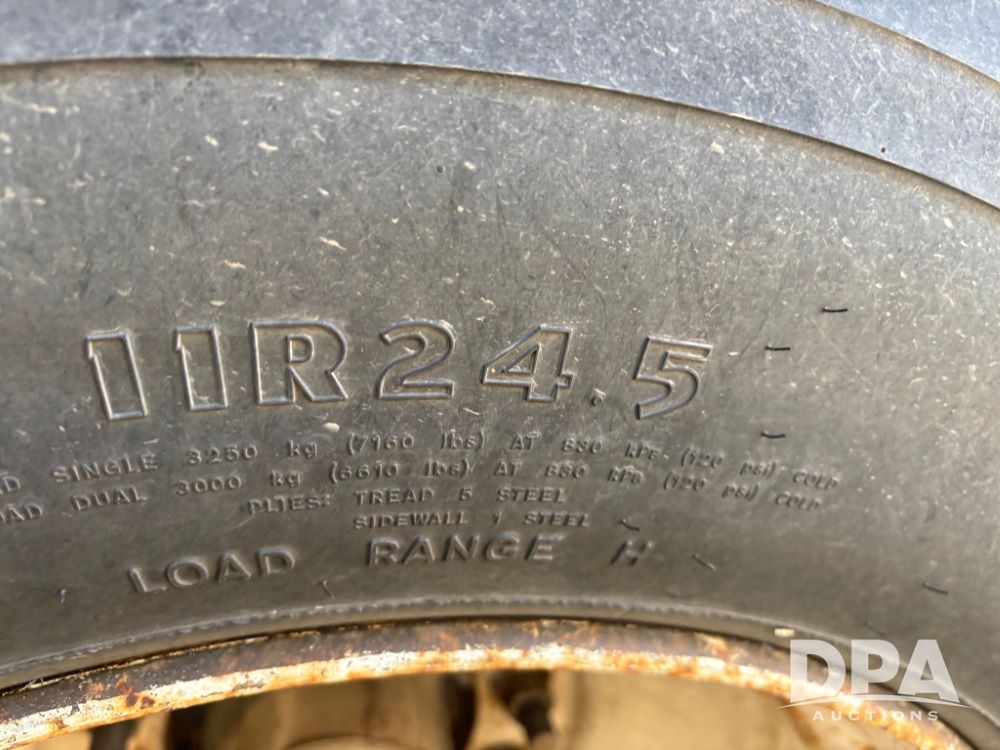 11R24.5
D SINGLE 3250 kg (7160 lbs) AT 830 kPa (120 psi) COLD
OAD DUAL 3000 kg (6610 lbs) AT 830 kPa (120 psi) COLD
PLIES: TREAD 5 STEEL
SIDEWALL 1 STEEL
LOAD RANGE H
DPA
AUCTIONS